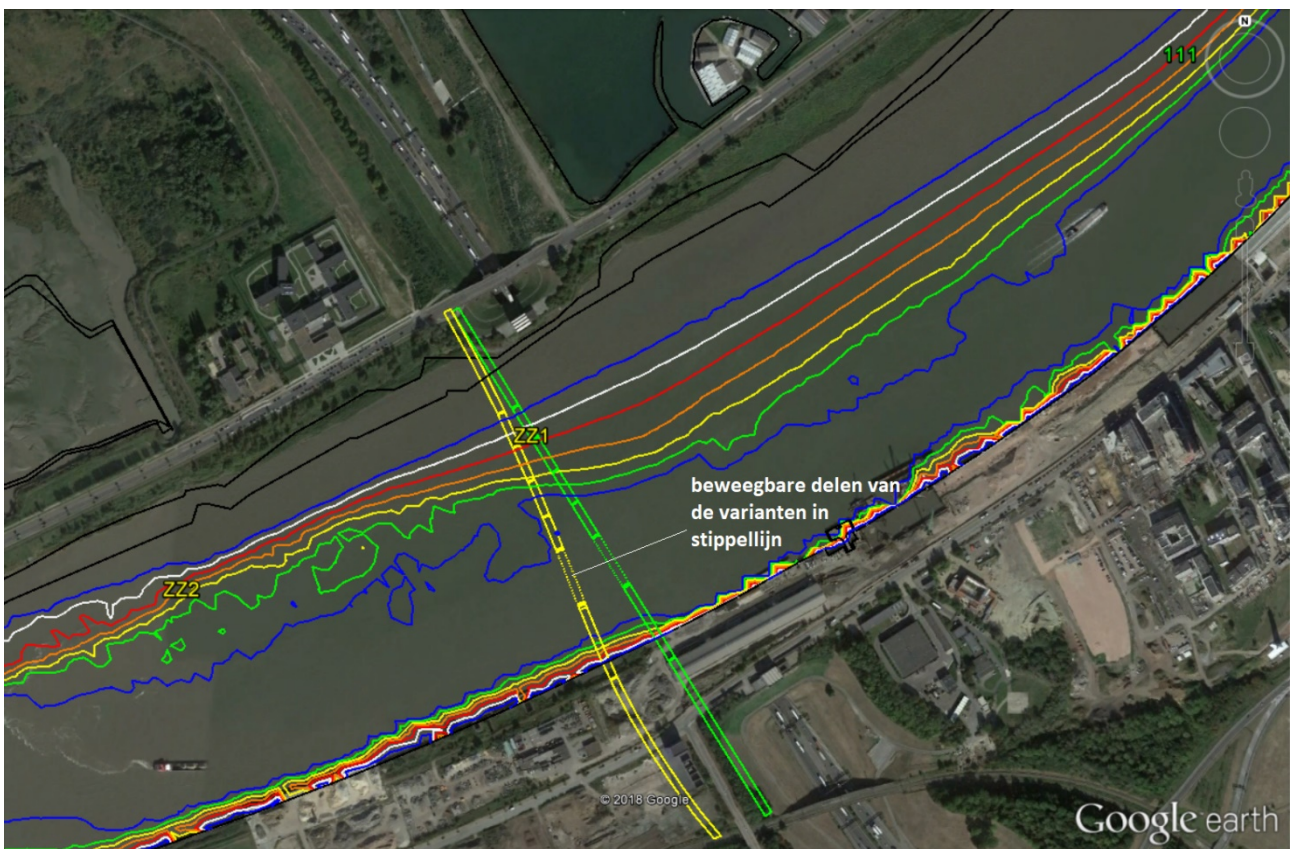 N
111
ZZ1
beweegbare delen van
de varianten in
stippellijn
ZZ2
© 2018 Google
Google earth